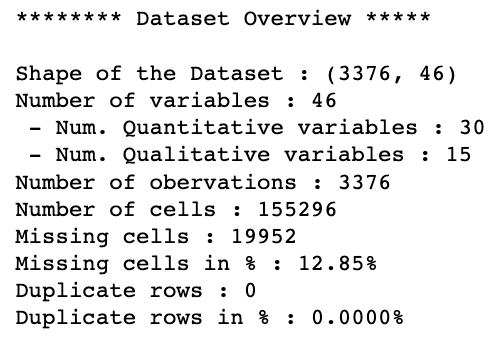 ******** Dataset Overview *****
Shape of the Dataset : (3376, 46)
Number of variables : 46
 - Num. Quantitative variables : 30
 - Num. Qualitative variables : 15
Number of obervations : 3376
Number of cells : 155296
Missing cells : 19952
Missing cells in % : 12.85%
Duplicate rows : 0
Duplicate rows in % : 0.0000%